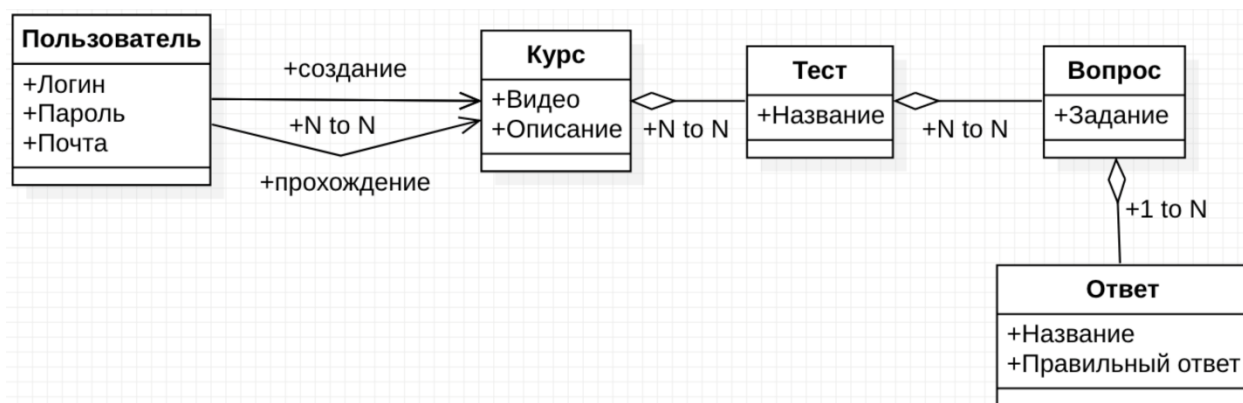 Пользователь
+Логин
+Пароль
+Почта
+создание
+N to N
+прохождение
Курс
+Видео
+Описание
+N to N
Тест
+Название
+N to N
Вопрос
+Задание
+1 to N
Ответ
+Название
+Правильный ответ